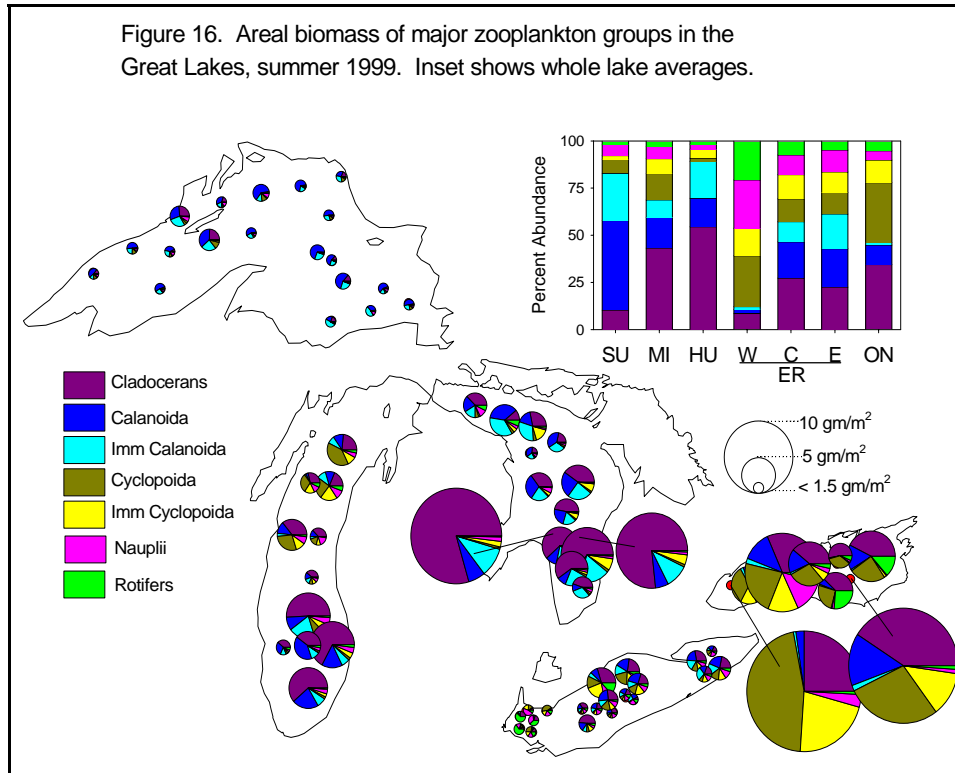 Figure 16. Areal biomass of major zooplankton groups in the
Great Lakes, summer 1999. Inset shows whole lake averages.
Percent Abundance
100
75
50
25
0
SU MI HU W C E ON
ER
Cladocerans
Calanoida
Imm Calanoida
Cyclopoida
Imm Cyclopoida
Nauplii
Rotifers
10 gm/m²
5 gm/m²
< 1.5 gm/m²